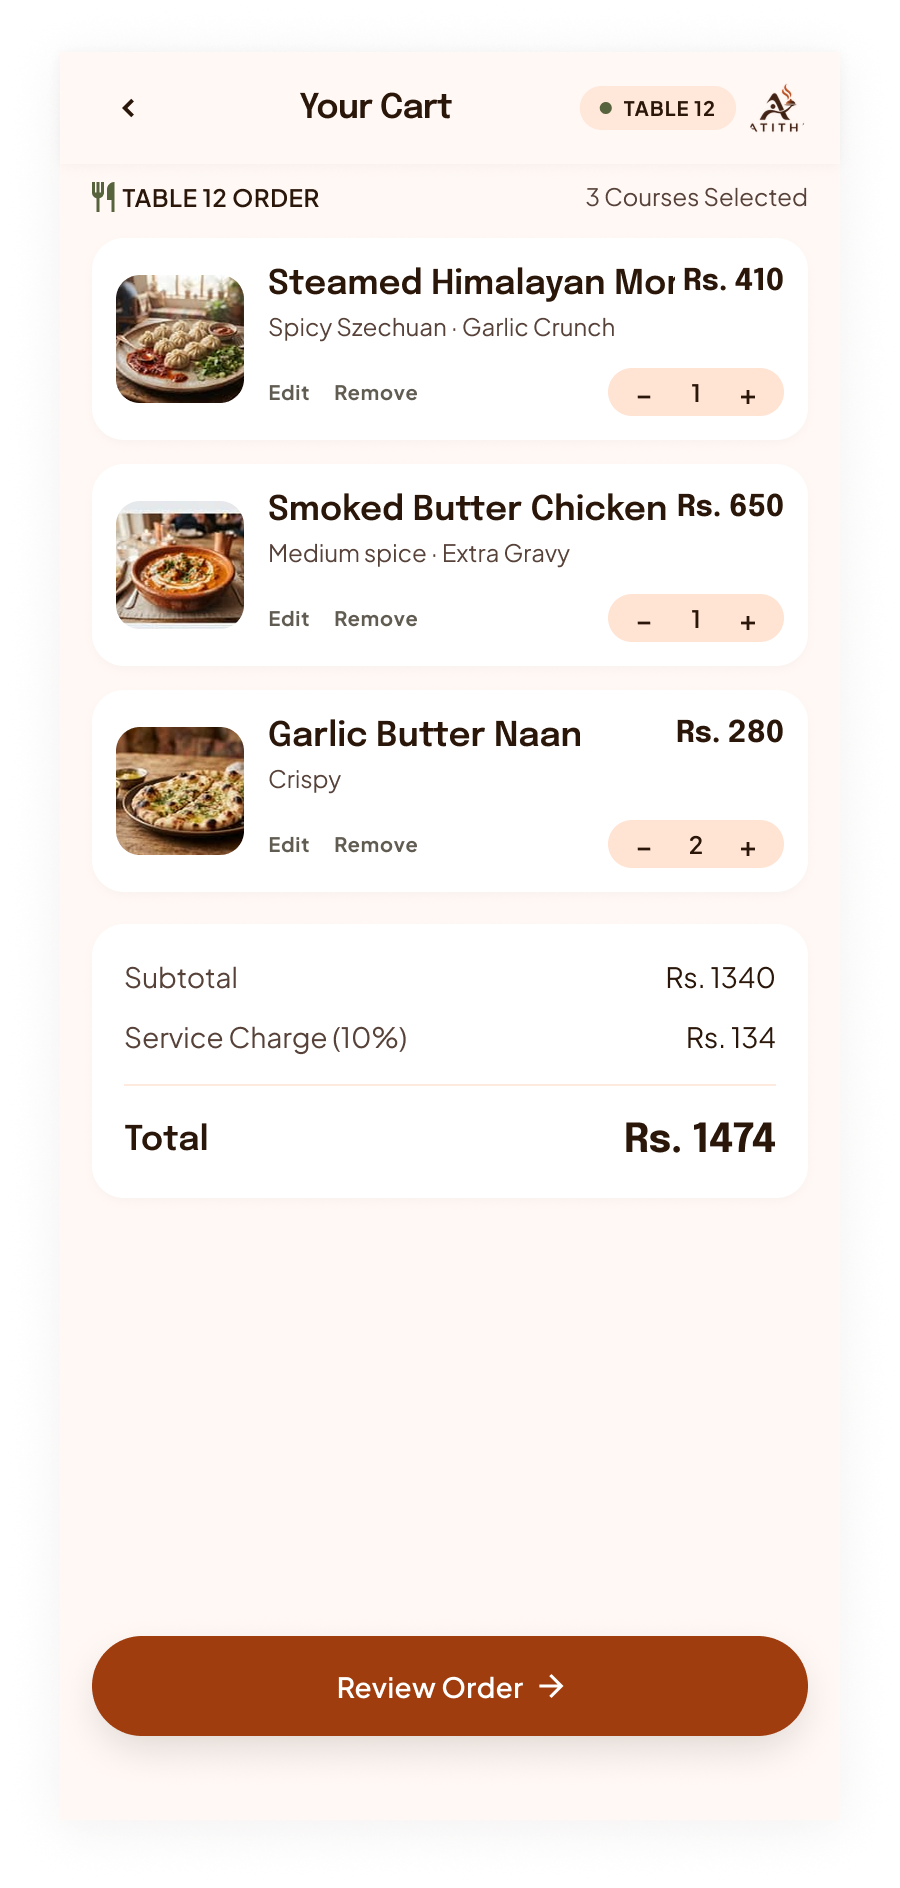 Your Cart
TABLE 12
ATITH
TABLE 12 ORDER
3 Courses Selected
Steamed Himalayan Mor
Rs. 410
Spicy Szechuan · Garlic Crunch
Edit Remove
– 1 +
Smoked Butter Chicken
Rs. 650
Medium spice · Extra Gravy
Edit Remove
– 1 +
Garlic Butter Naan
Rs. 280
Crispy
Edit Remove
– 2 +
Subtotal
Rs. 1340
Service Charge (10%)
Rs. 134
Total
Rs. 1474
Review Order →